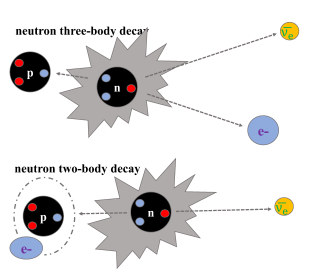 neutron three-body decay
ν̅e
p
n
e-
neutron two-body decay
p
n
ν̅e
e-